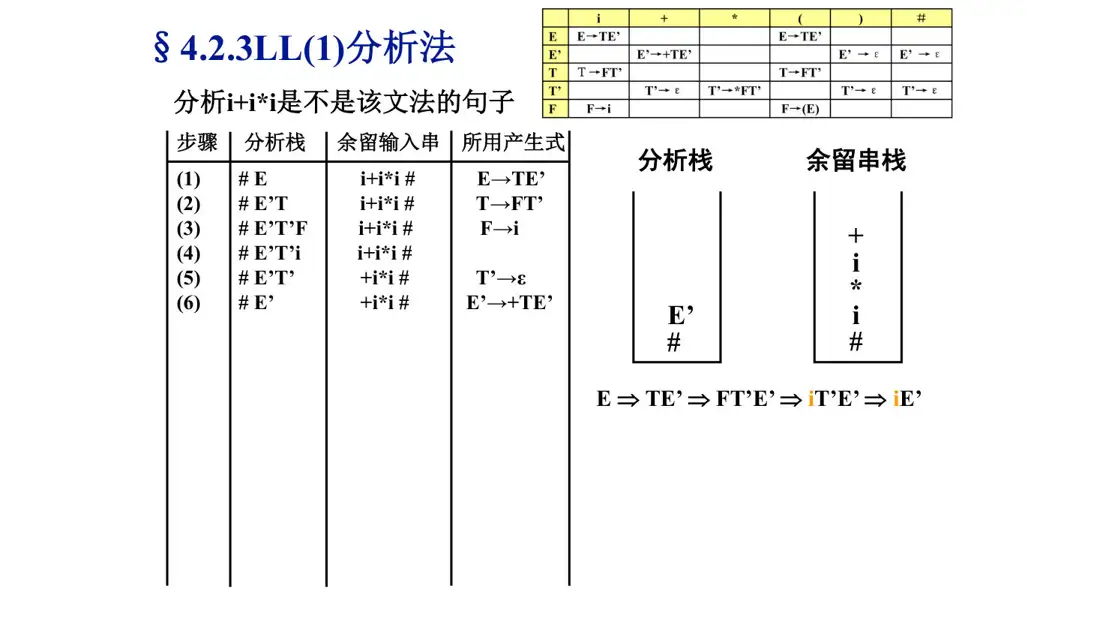 §4.2.3LL(1)分析法
i + * ( ) #
E E→TE’ E→TE’
E’ E’→+TE’ E’ → ε E’ → ε
T T→FT’ T→FT’
T’ T’→ ε T’→*FT’ T’→ ε T’→ ε
F F→i F→(E)
分析i+i*i是不是该文法的句子
步骤 分析栈 余留输入串 所用产生式
(1) # E i+i*i # E→TE’
(2) # E’T i+i*i # T→FT’
(3) # E’T’F i+i*i # F→i
(4) # E’T’i i+i*i #
(5) # E’T’ +i*i # T’→ε
(6) # E’ +i*i # E’→+TE’
分析栈 余留串栈
+
i
*
E’ i
# #
E ⇒ TE’ ⇒ FT’E’ ⇒ iT’E’ ⇒ iE’